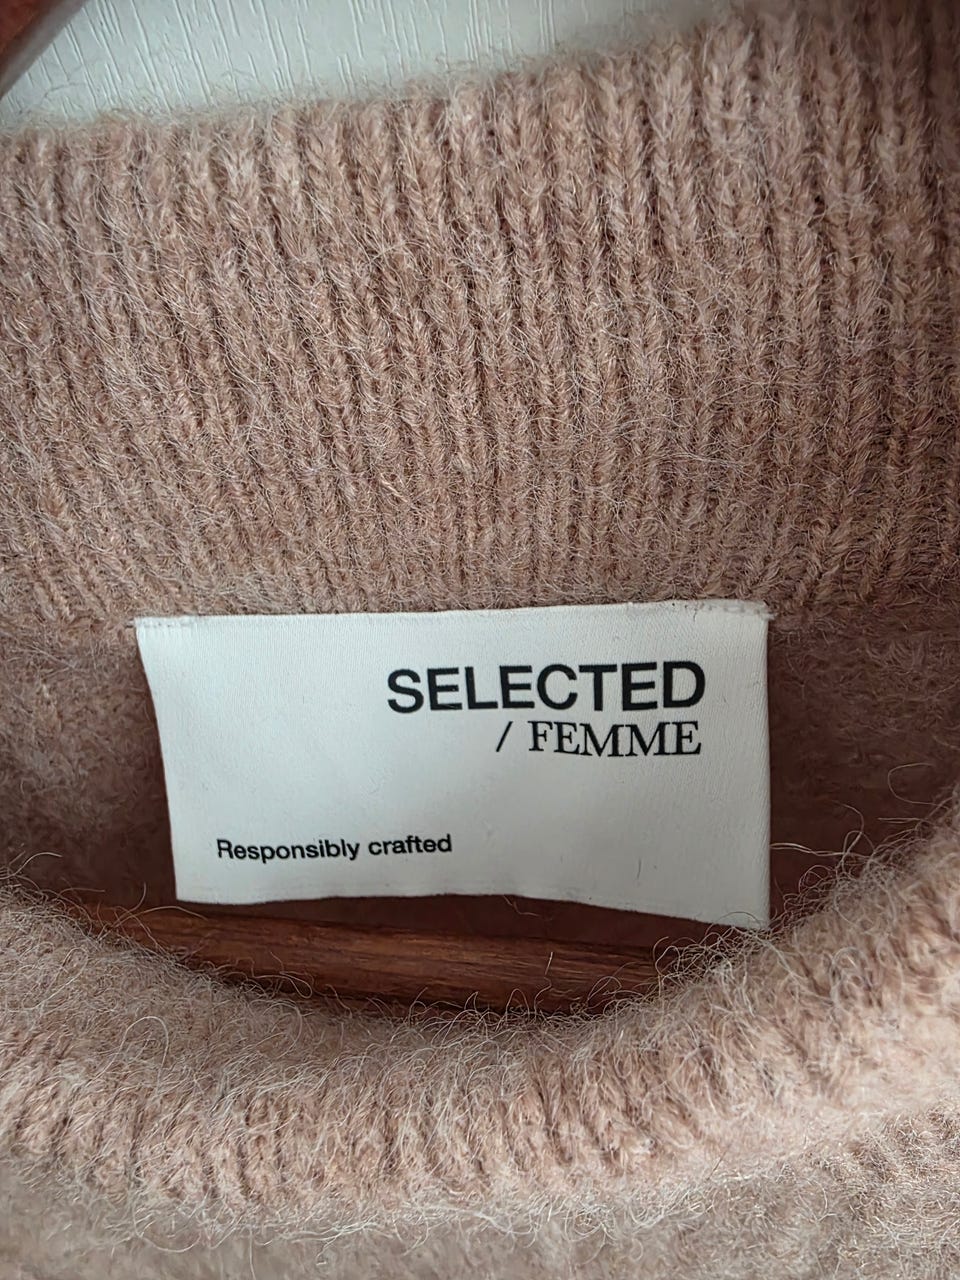 SELECTED
/ FEMME
Responsibly crafted